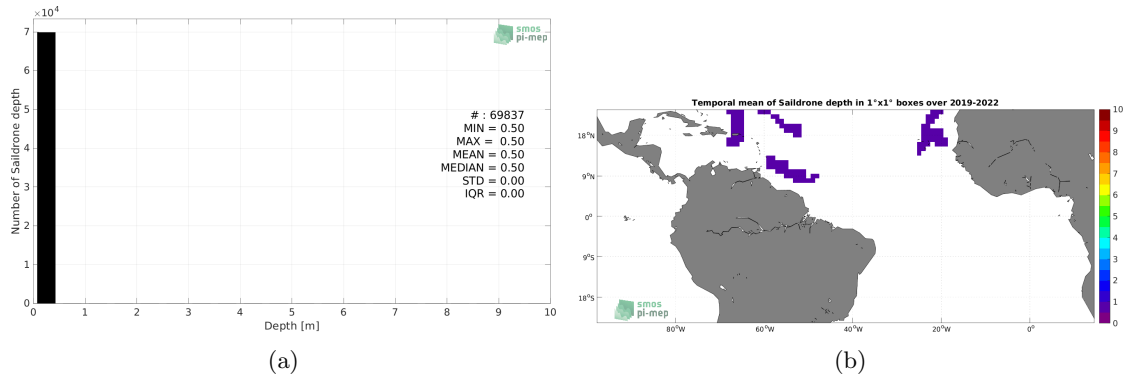 ×10⁴
7
6
5
4
3
2
1
0
Number of Saildrone depth
smos
pi-mep
# : 69837
MIN = 0.50
MAX = 0.50
MEAN = 0.50
MEDIAN = 0.50
STD = 0.00
IQR = 0.00
0 1 2 3 4 5 6 7 8 9 10
Depth [m]
(a)
Temporal mean of Saildrone depth in 1°x1° boxes over 2019-2022
18°N
9°N
0°
9°S
18°S
smos
pi-mep
80°W 60°W 40°W 20°W 0°
10
9
8
7
6
5
4
3
2
1
0
(b)